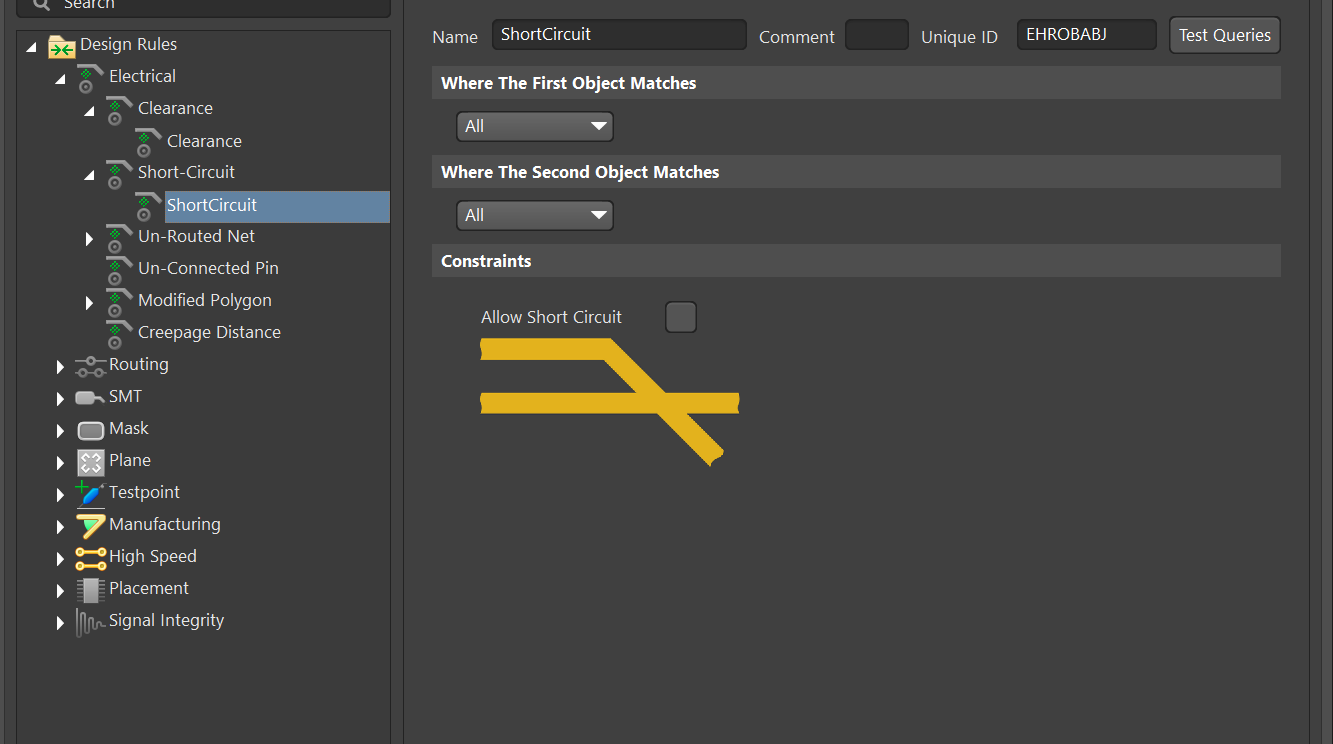 Search
Design Rules
Electrical
Clearance
Clearance
Short-Circuit
ShortCircuit
Un-Routed Net
Un-Connected Pin
Modified Polygon
Creepage Distance
Routing
SMT
Mask
Plane
Testpoint
Manufacturing
High Speed
Placement
Signal Integrity
Name ShortCircuit Comment Unique ID EHROBABJ Test Queries
Where The First Object Matches
All
Where The Second Object Matches
All
Constraints
Allow Short Circuit